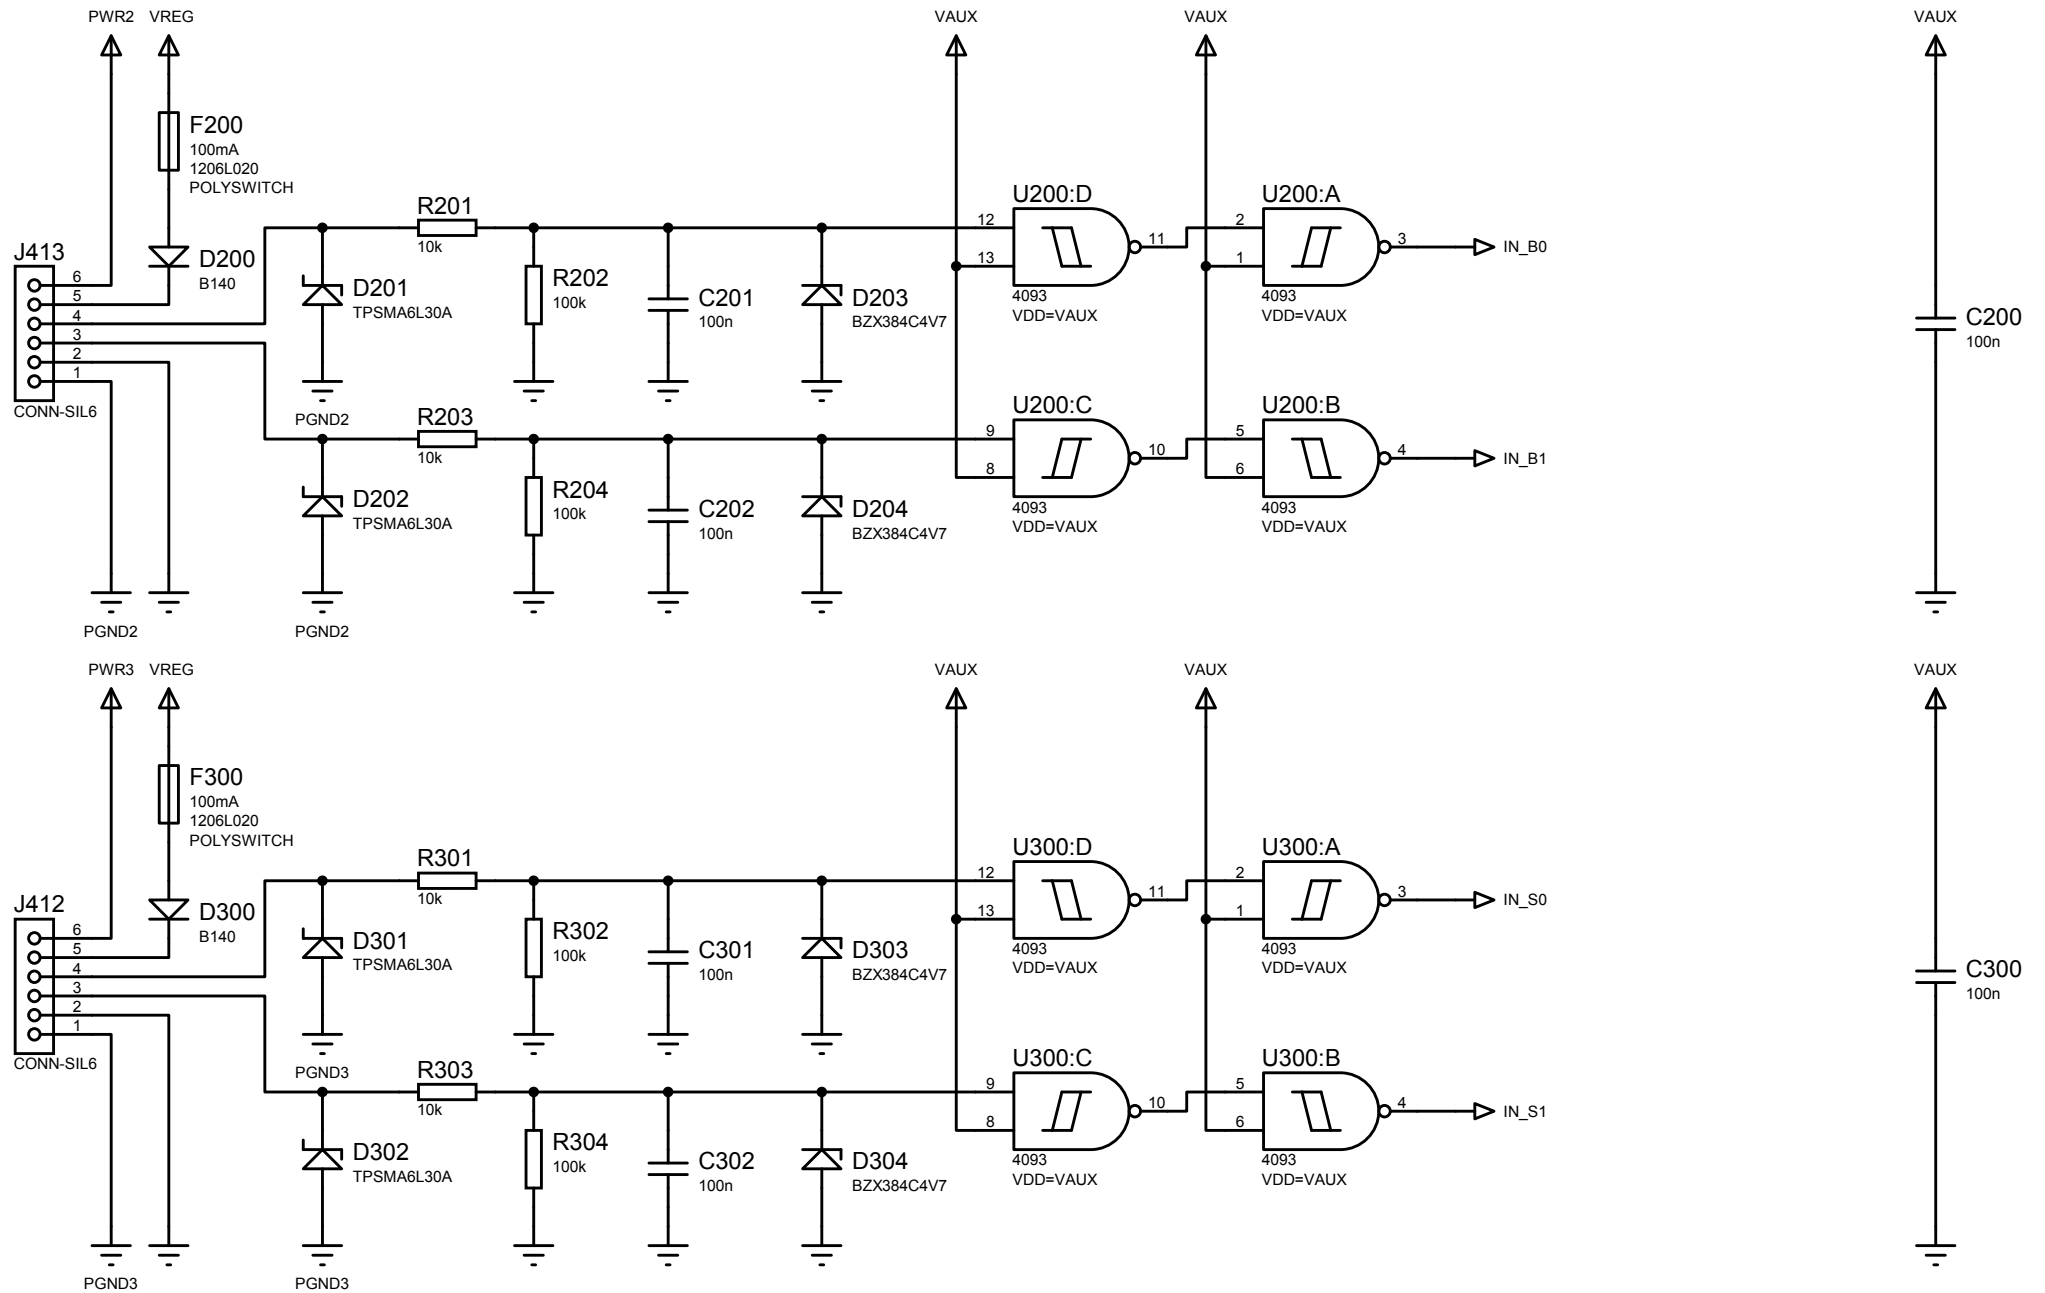 PWR2 VREG VAUX VAUX VAUX
F200
100mA
1206L020
POLYSWITCH
R201
10k
U200:D
12
13
11
4093
VDD=VAUX
U200:A
2
1
3
4093
VDD=VAUX
IN_B0
J413
6
5
4
3
2
1
CONN-SIL6
D200
B140
D201
TPSMA6L30A
PGND2
R202
100k
C201
100n
D203
BZX384C4V7
C200
100n
R203
10k
U200:C
9
8
10
4093
VDD=VAUX
U200:B
5
6
4
4093
VDD=VAUX
IN_B1
D202
TPSMA6L30A
R204
100k
C202
100n
D204
BZX384C4V7
PGND2
PGND2
PWR3 VREG VAUX VAUX VAUX
F300
100mA
1206L020
POLYSWITCH
R301
10k
U300:D
12
13
11
4093
VDD=VAUX
U300:A
2
1
3
4093
VDD=VAUX
IN_S0
J412
6
5
4
3
2
1
CONN-SIL6
D300
B140
D301
TPSMA6L30A
PGND3
R302
100k
C301
100n
D303
BZX384C4V7
C300
100n
R303
10k
U300:C
9
8
10
4093
VDD=VAUX
U300:B
5
6
4
4093
VDD=VAUX
IN_S1
D302
TPSMA6L30A
R304
100k
C302
100n
D304
BZX384C4V7
PGND3
PGND3